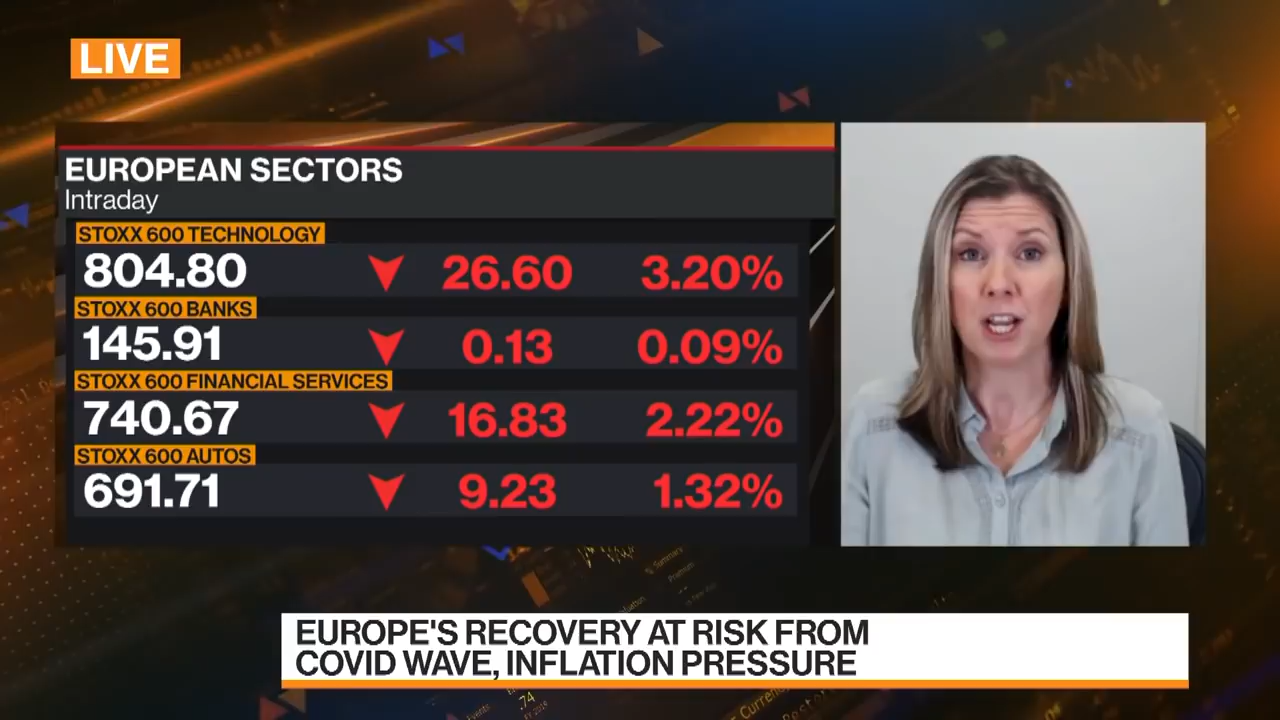 LIVE
EUROPEAN SECTORS
Intraday
STOXX 600 TECHNOLOGY
804.80 26.60 3.20%
STOXX 600 BANKS
145.91 0.13 0.09%
STOXX 600 FINANCIAL SERVICES
740.67 16.83 2.22%
STOXX 600 AUTOS
691.71 9.23 1.32%
EUROPE'S RECOVERY AT RISK FROM
COVID WAVE, INFLATION PRESSURE